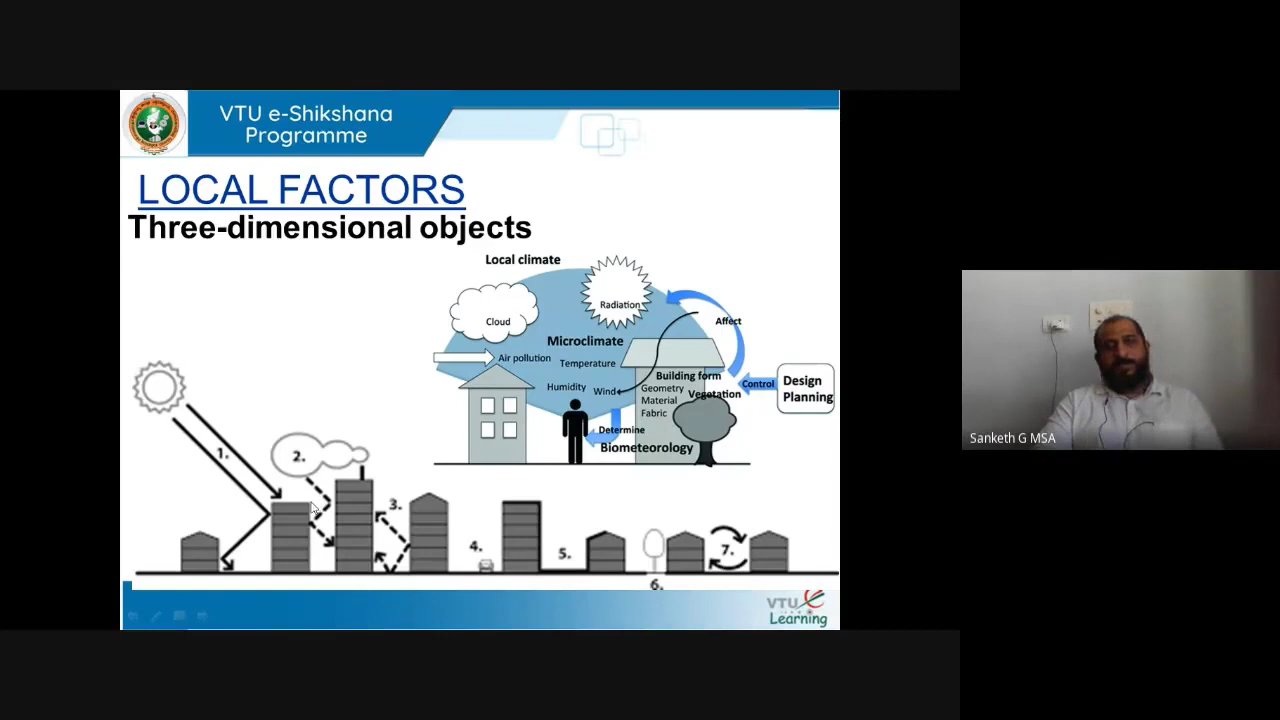 VTU e-Shikshana
Programme
LOCAL FACTORS
Three-dimensional objects
Local climate
Cloud
Radiation
Affect
Microclimate
Air pollution
Temperature
Building form
Humidity
Wind
Geometry
Material
Fabric
Vegetation
Control
Design
Planning
Determine
Biometeorology
1.
2.
3.
4.
5.
6.
7.
VTU
Learning
Sanketh G MSA